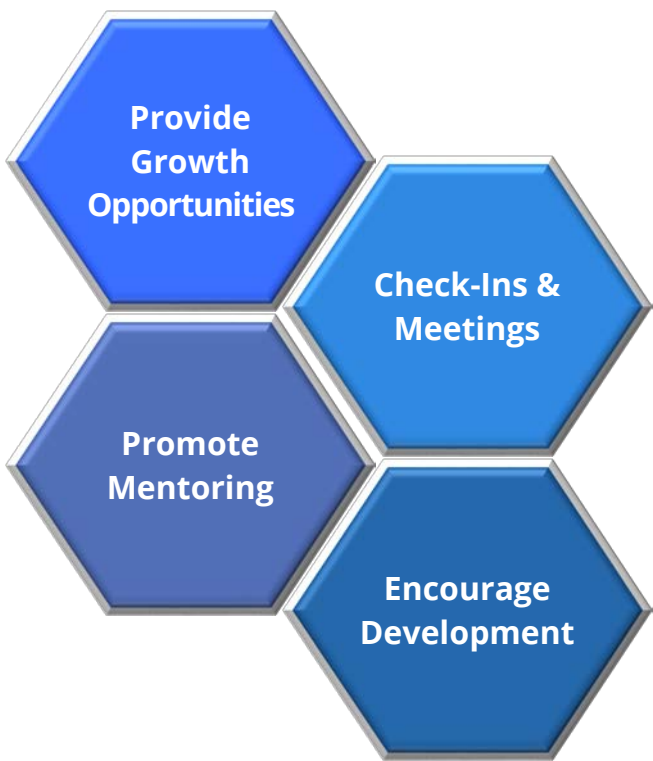 Provide
Growth
Opportunities
Check-Ins &
Meetings
Promote
Mentoring
Encourage
Development